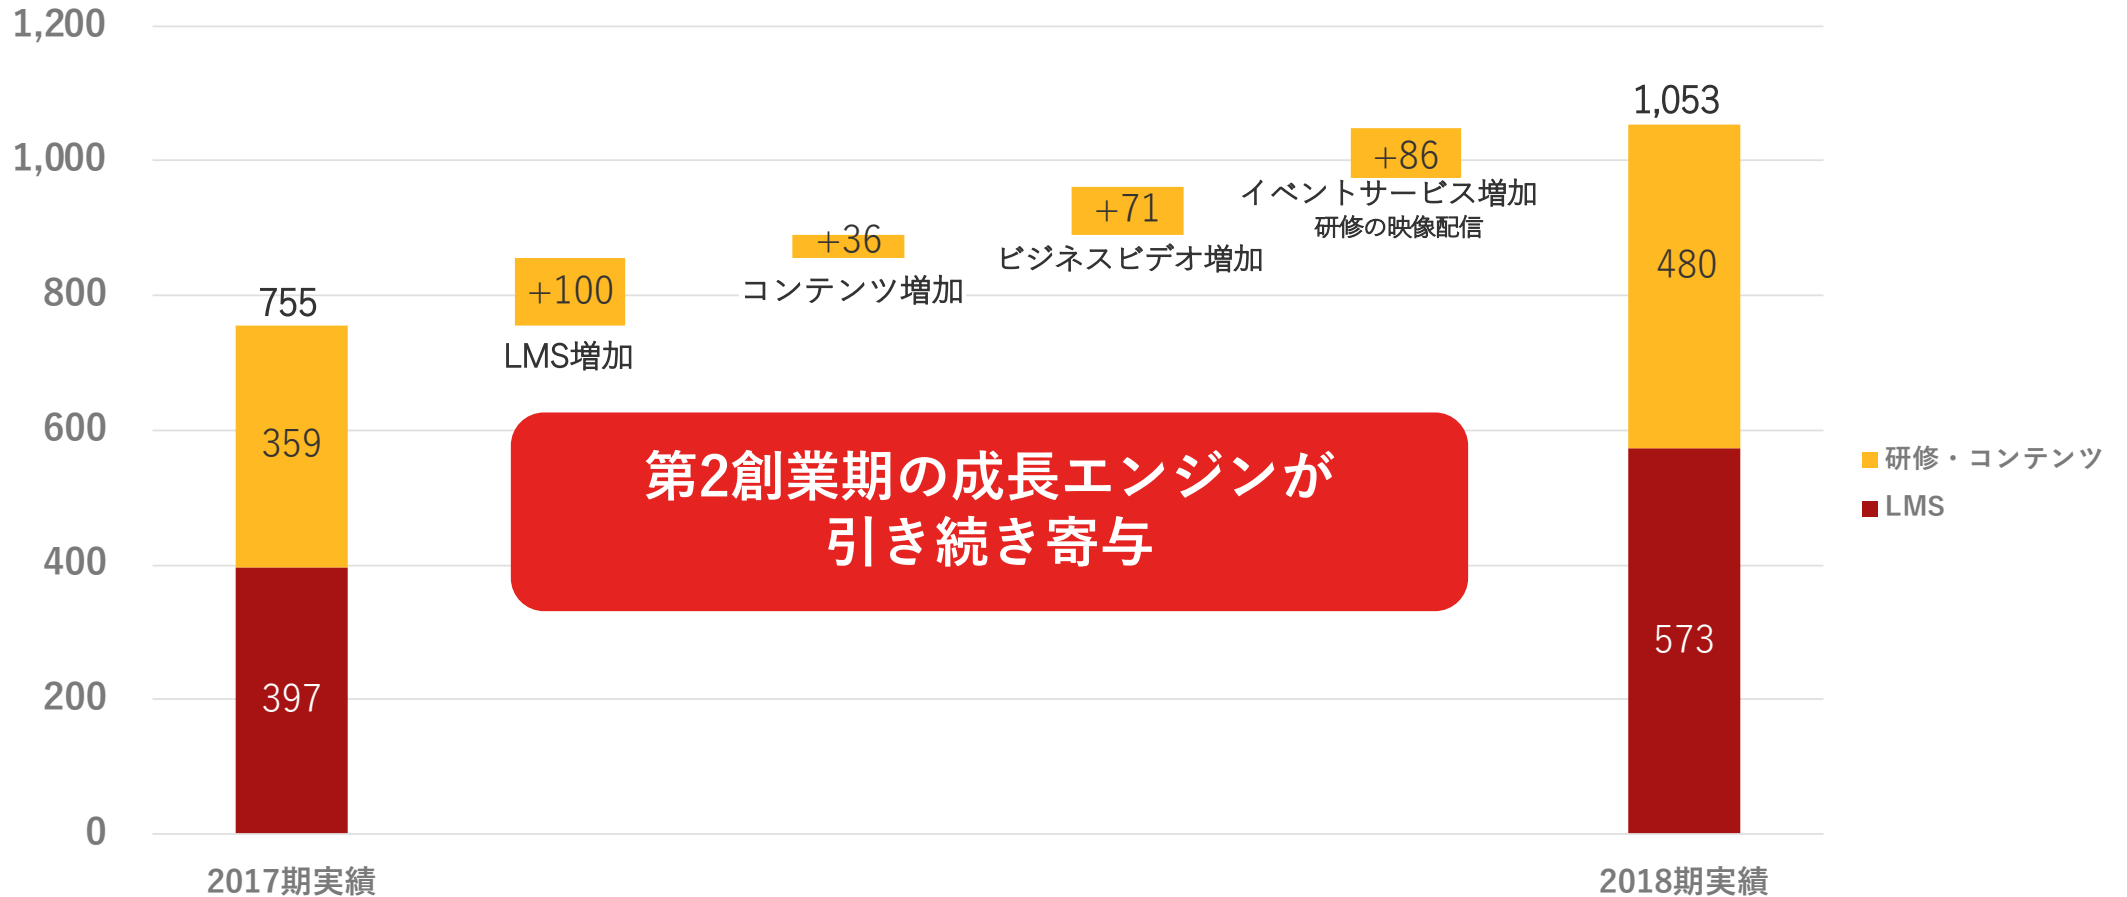 1,200
1,000
800
600
400
200
0
755
359
397
2017期実績
+100
LMS増加
+36
コンテンツ増加
+71
ビジネスビデオ増加
+86
イベントサービス増加
研修の映像配信
1,053
480
573
2018期実績
第2創業期の成長エンジンが
引き続き寄与
研修・コンテンツ
LMS